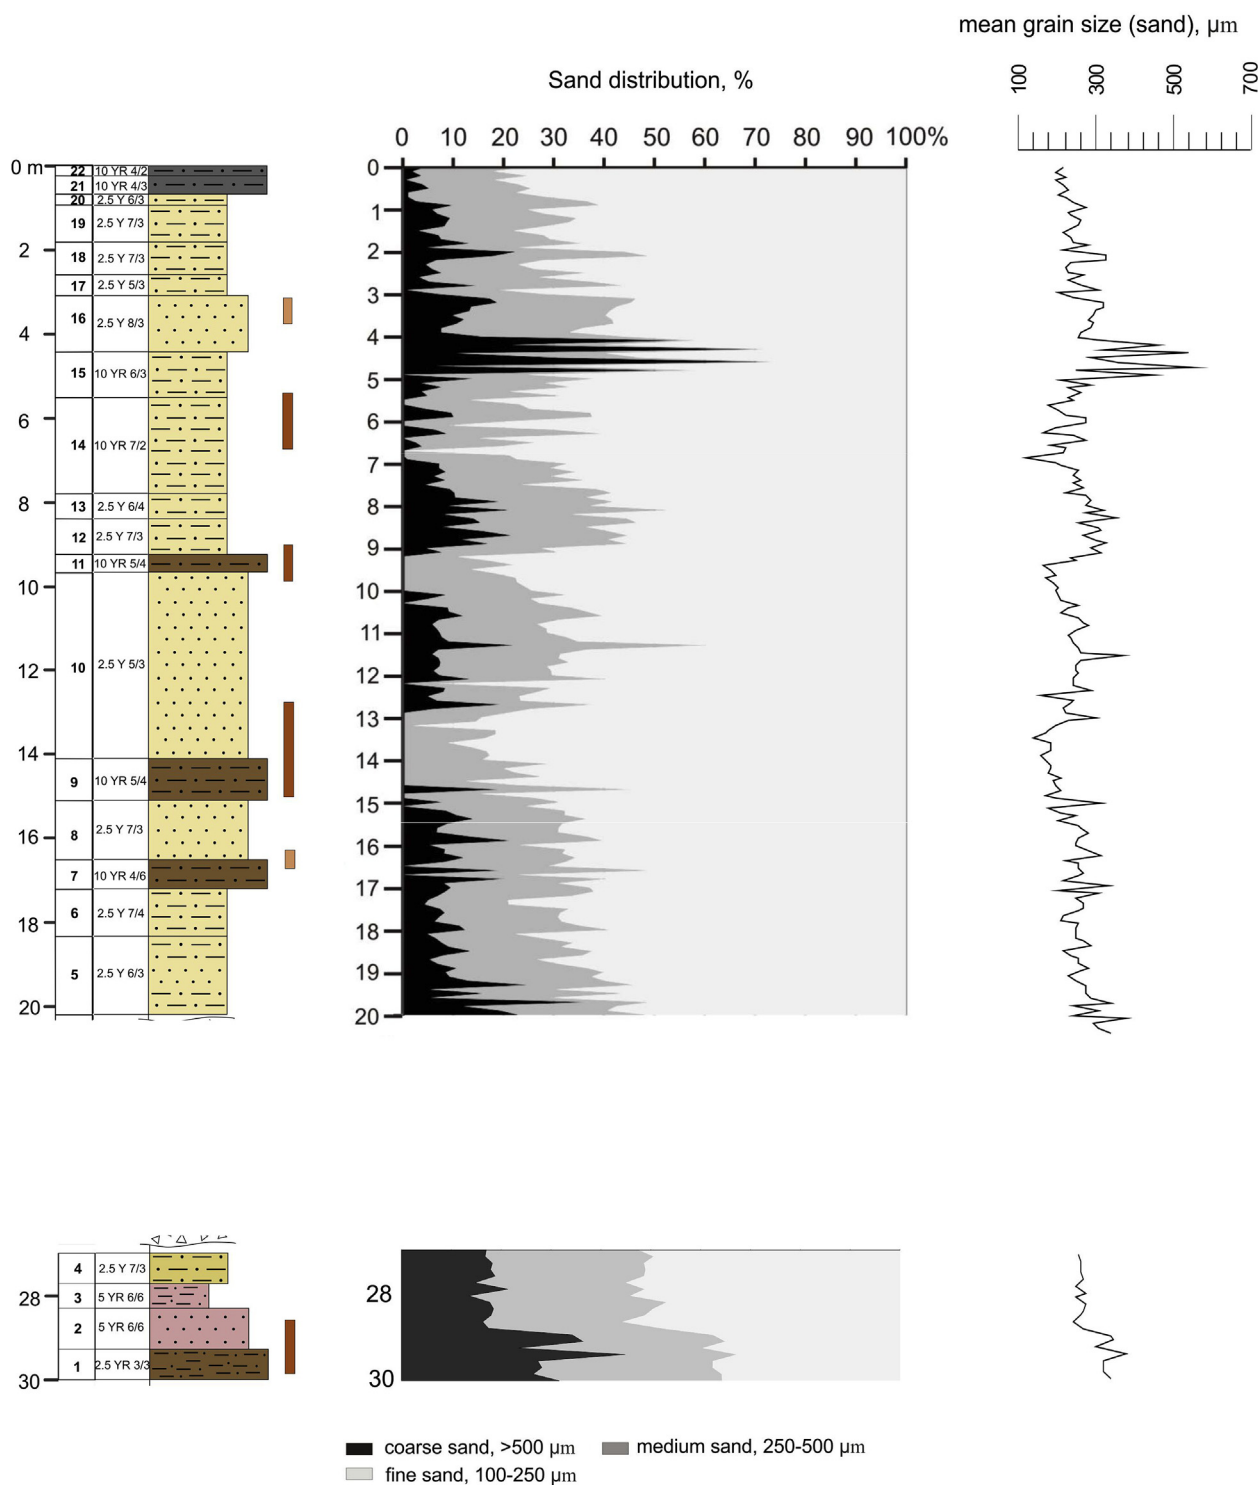 mean grain size (sand), µm
100 300 500 700
Sand distribution, %
0 10 20 30 40 50 60 70 80 90 100%
0 m
2
4
6
8
10
12
14
16
18
20
22 10 YR 4/2
21 10 YR 4/3
20 2.5 Y 6/3
19 2.5 Y 7/3
18 2.5 Y 7/3
17 2.5 Y 5/3
16 2.5 Y 8/3
15 10 YR 6/3
14 10 YR 7/2
13 2.5 Y 6/4
12 2.5 Y 7/3
11 10 YR 5/4
10 2.5 Y 5/3
9 10 YR 5/4
8 2.5 Y 7/3
7 10 YR 4/6
6 2.5 Y 7/4
5 2.5 Y 6/3
0
1
2
3
4
5
6
7
8
9
10
11
12
13
14
15
16
17
18
19
20
28
30
4 2.5 Y 7/3
3 5 YR 6/6
2 5 YR 6/6
1 2.5 YR 3/3
28
30
coarse sand, >500 µm medium sand, 250-500 µm
fine sand, 100-250 µm